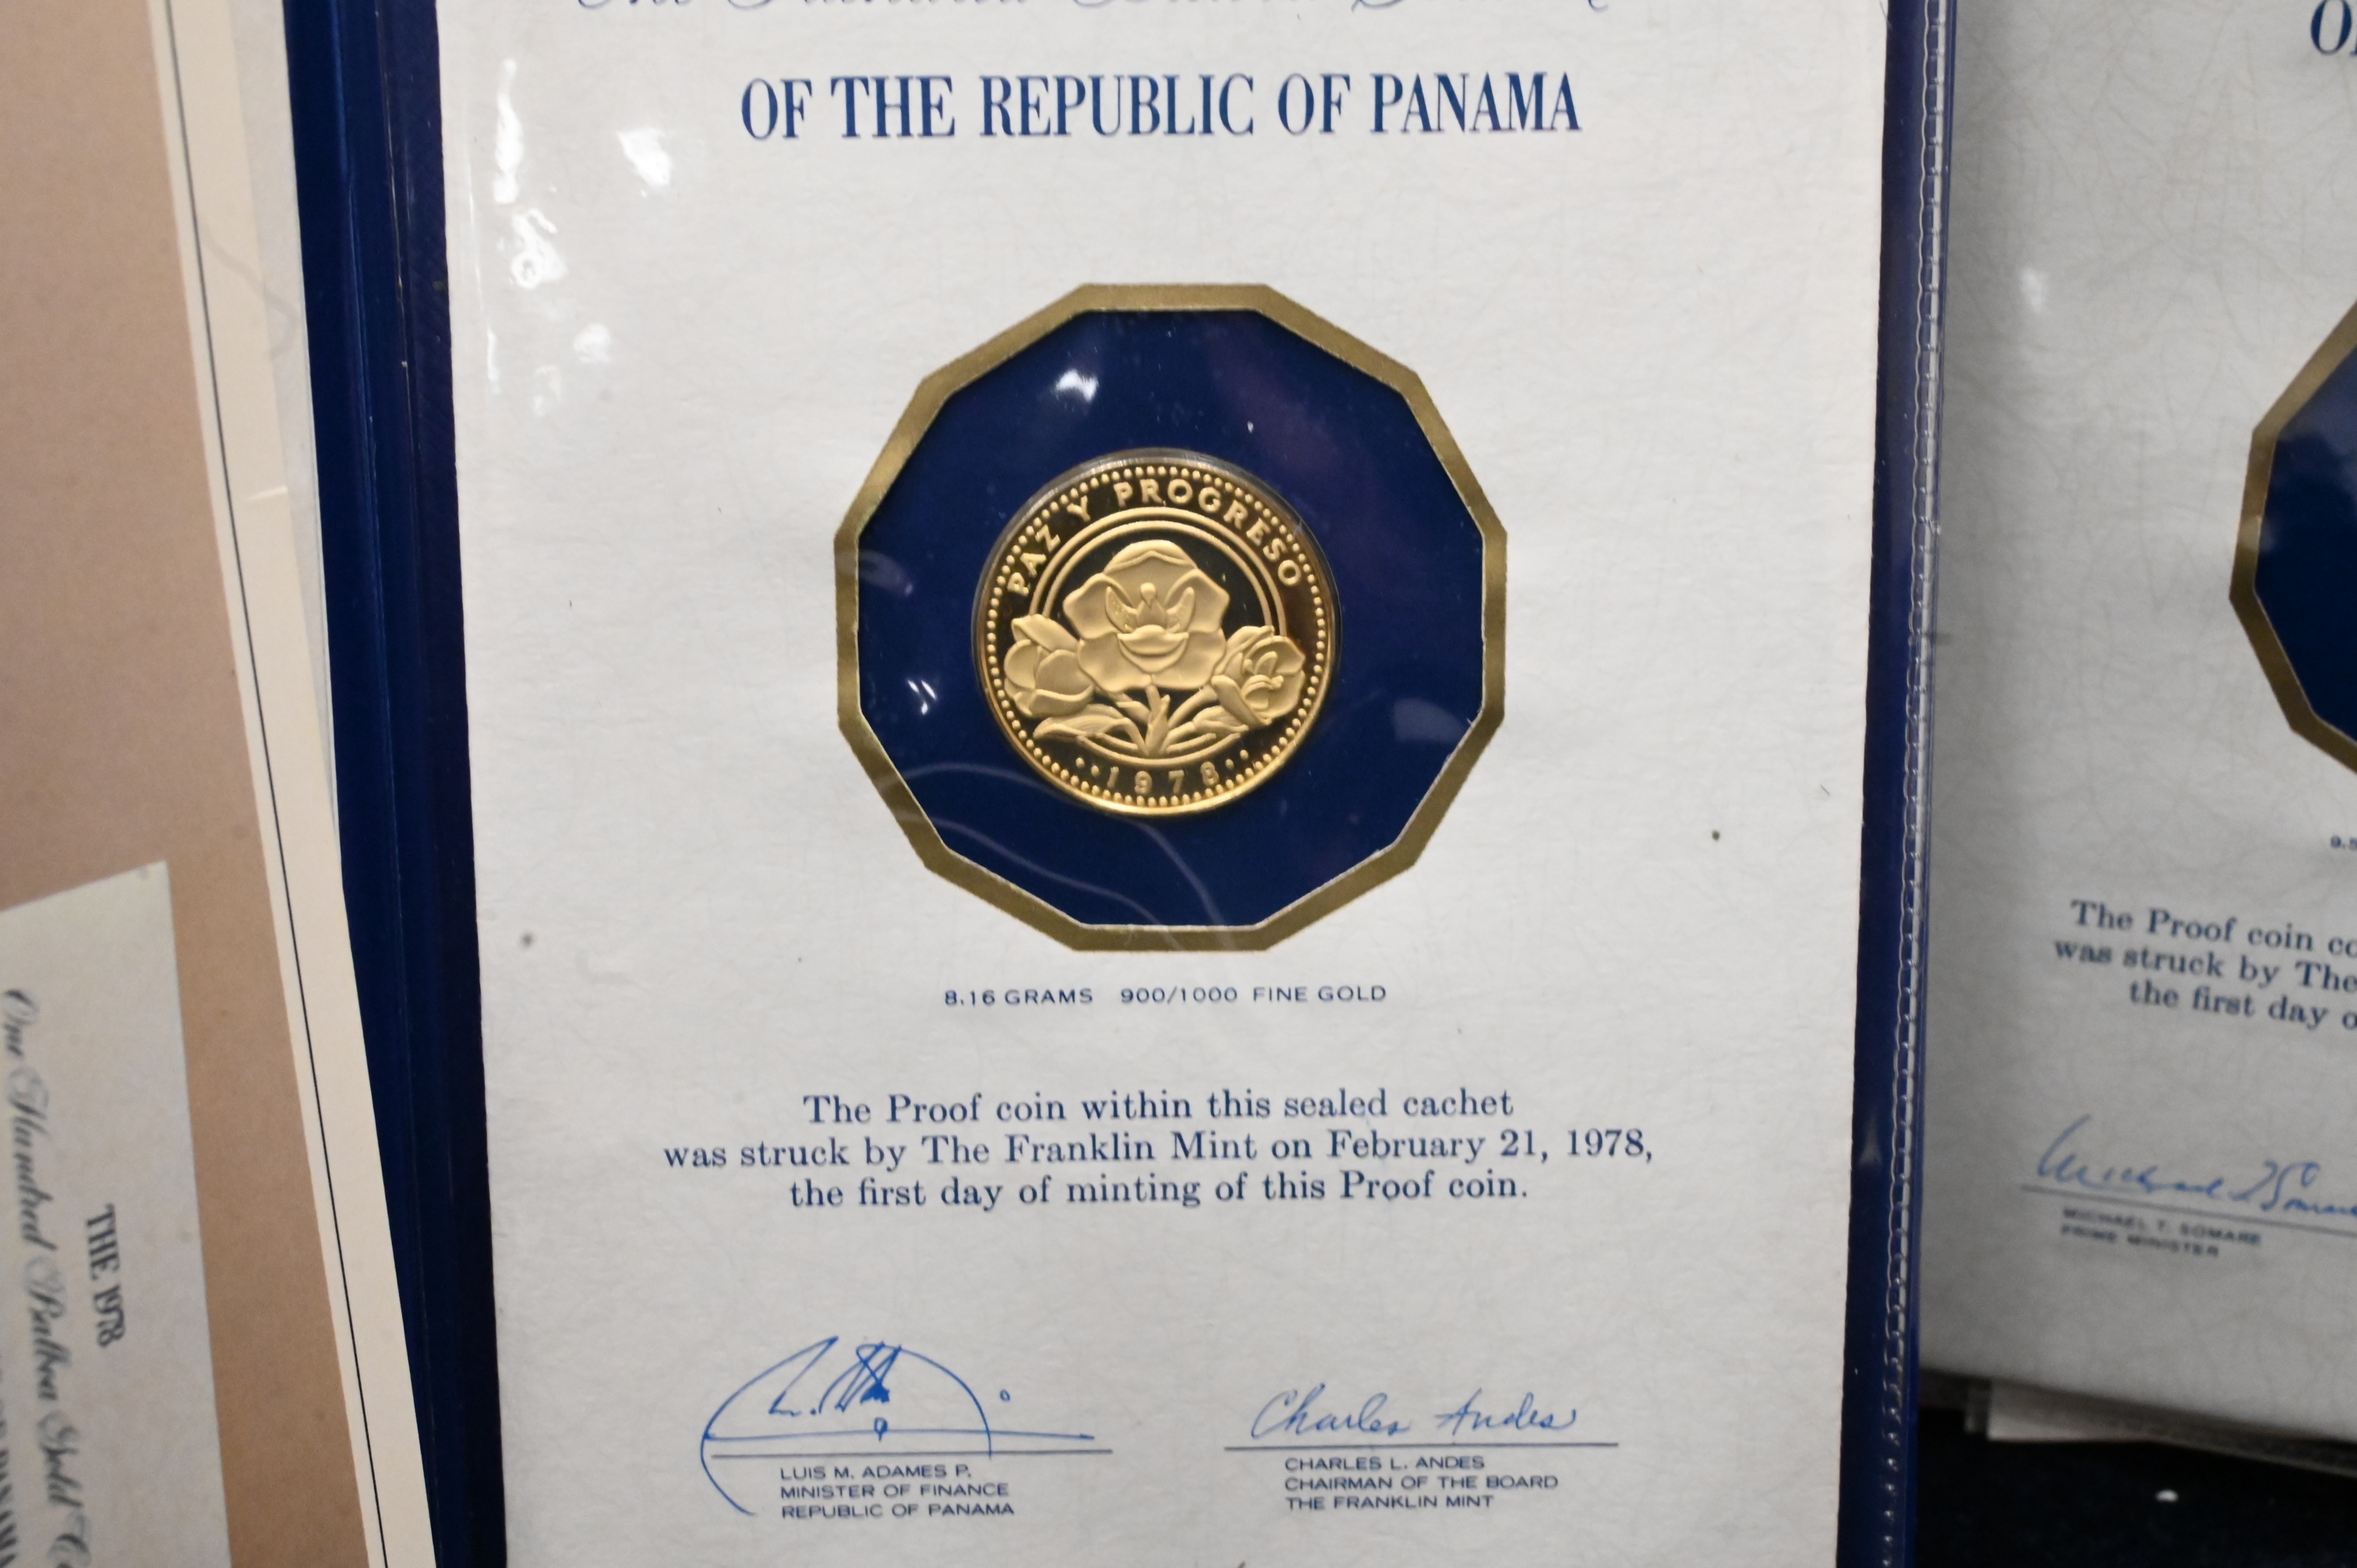 OF THE REPUBLIC OF PANAMA
PAZ Y PROGRESO
··1978··
8.16 GRAMS 900/1000 FINE GOLD
The Proof coin within this sealed cachet
was struck by The Franklin Mint on February 21, 1978,
the first day of minting of this Proof coin.
Charles Andes
LUIS M. ADAMES P.
MINISTER OF FINANCE
REPUBLIC OF PANAMA
CHARLES L. ANDES
CHAIRMAN OF THE BOARD
THE FRANKLIN MINT
THE 1978
One Hundred Balboa Gold
The Proof coin
was struck by The
the first day
MICHAEL T. SOMARE
PRIME MINISTER